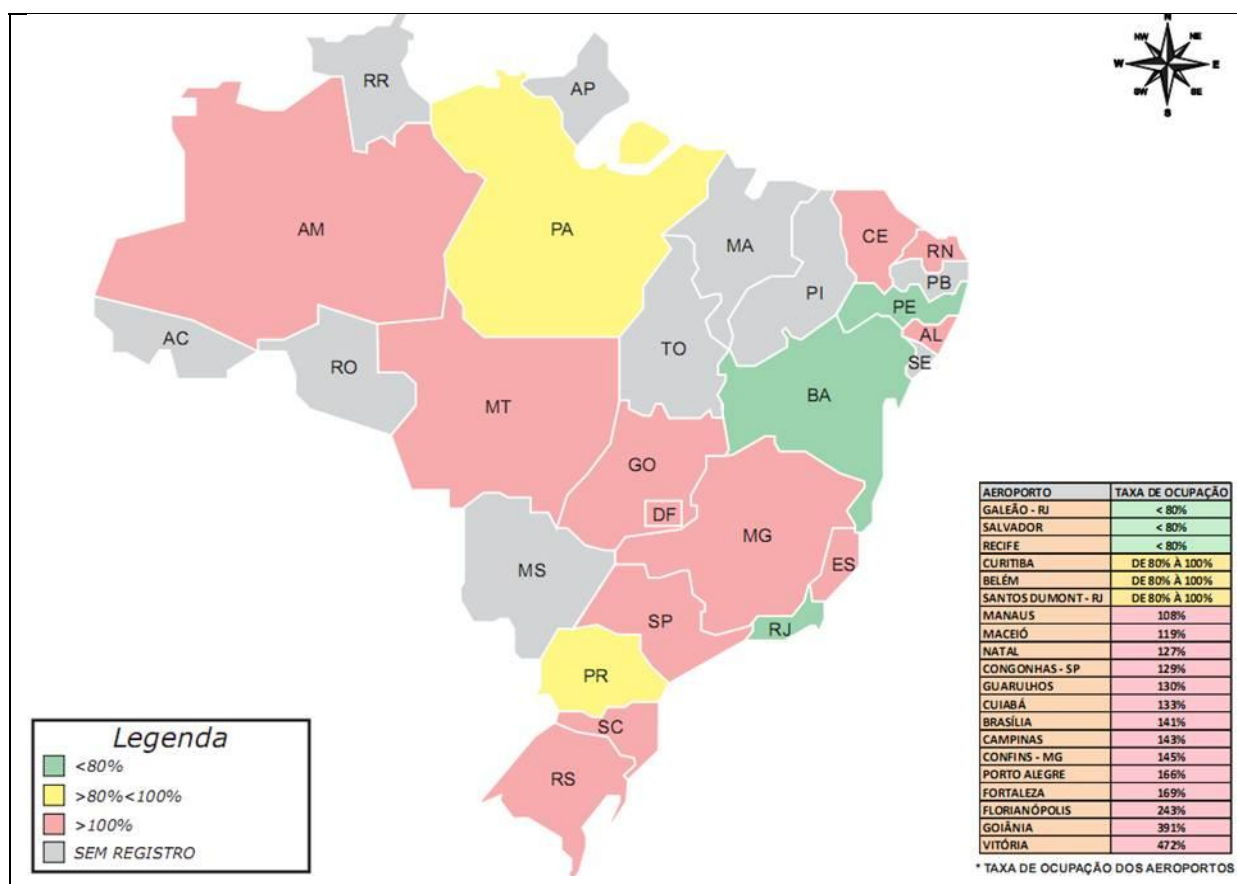 N
NW NE
W E
SW SE
S
RR
AP
AM
PA
MA
CE
RN
PB
PI
PE
AC
RO
TO
AL
SE
BA
MT
GO
DF
MG
ES
MS
SP
RJ
PR
SC
RS
Legenda
<80%
>80%<100%
>100%
SEM REGISTRO
AEROPORTO TAXA DE OCUPAÇÃO
GALEÃO - RJ < 80%
SALVADOR < 80%
RECIFE < 80%
CURITIBA DE 80% À 100%
BELÉM DE 80% À 100%
SANTOS DUMONT - RJ DE 80% À 100%
MANAUS 108%
MACEIÓ 119%
NATAL 127%
CONGONHAS - SP 129%
GUARULHOS 130%
CUIABÁ 133%
BRASÍLIA 141%
CAMPINAS 143%
CONFINS - MG 145%
PORTO ALEGRE 166%
FORTALEZA 169%
FLORIANÓPOLIS 243%
GOIÂNIA 391%
VITÓRIA 472%
* TAXA DE OCUPAÇÃO DOS AEROPORTOS